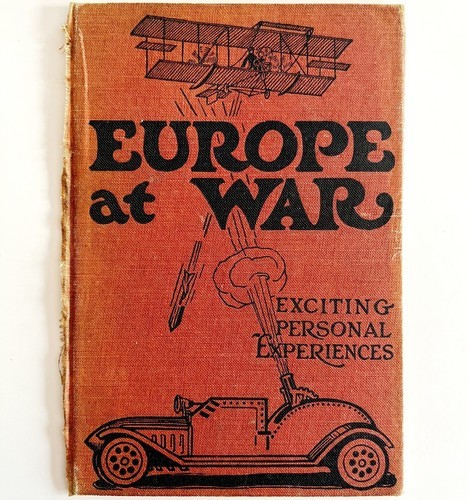 EUROPE
at WAR
EXCITING
PERSONAL
EXPERIENCES